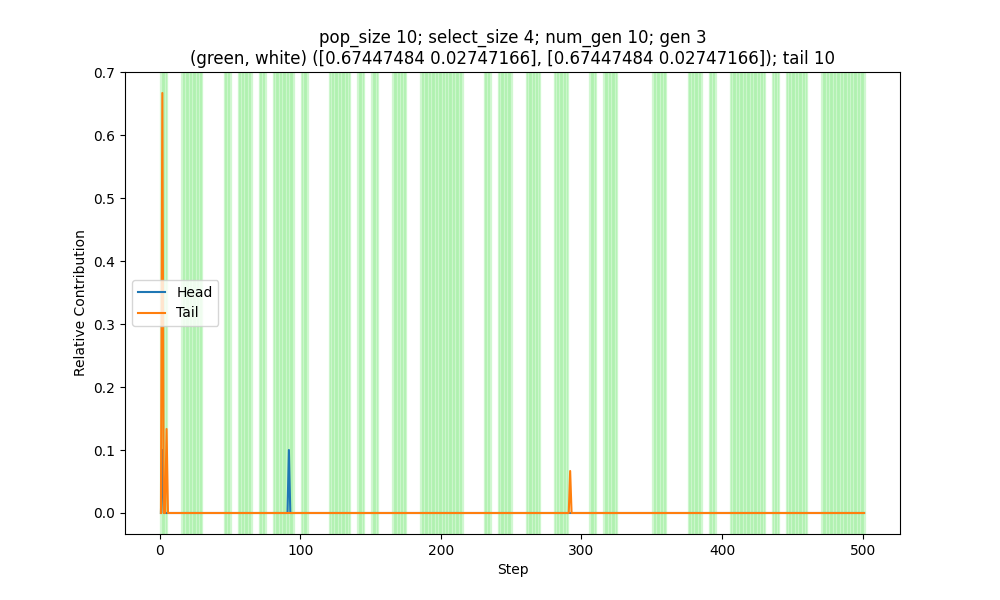 pop_size 10; select_size 4; num_gen 10; gen 3
(green, white) ([0.67447484 0.02747166], [0.67447484 0.02747166]); tail 10
0.7
0.6
0.5
0.4
0.3
0.2
0.1
0.0
Relative Contribution
Head
Tail
0 100 200 300 400 500
Step